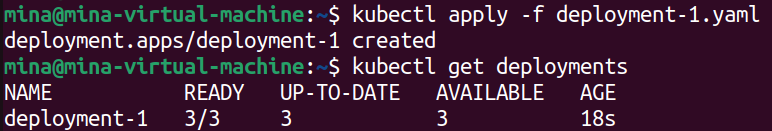 mina@mina-virtual-machine:~$ kubectl apply -f deployment-1.yaml
deployment.apps/deployment-1 created
mina@mina-virtual-machine:~$ kubectl get deployments
NAME           READY   UP-TO-DATE   AVAILABLE   AGE
deployment-1   3/3     3            3           18s